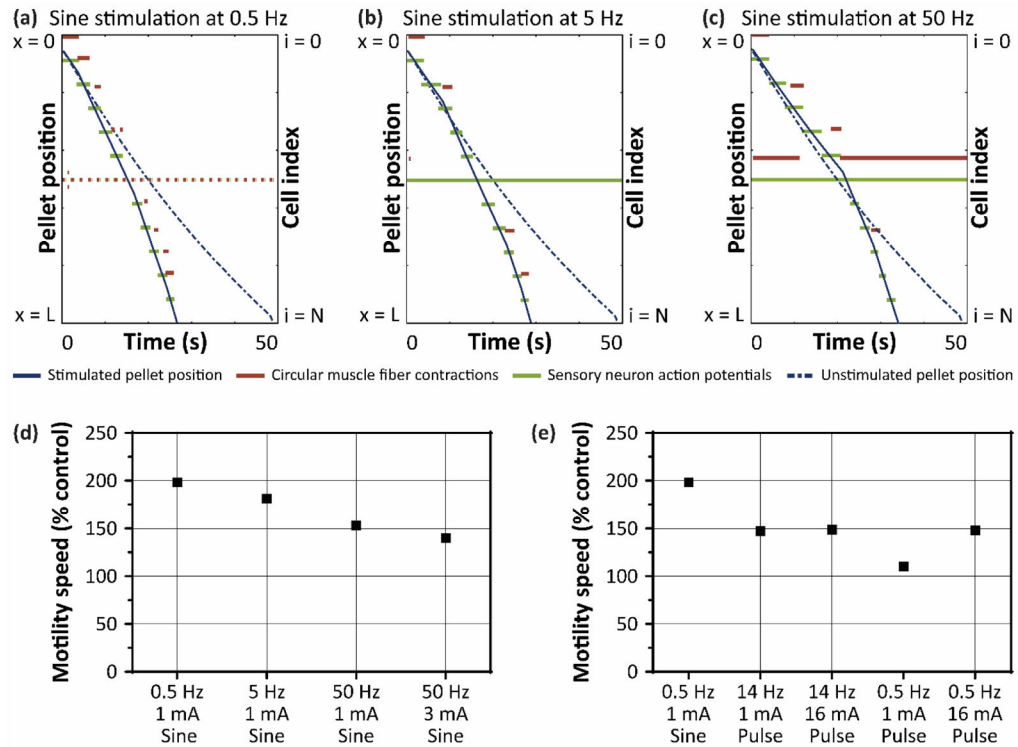 (a) Sine stimulation at 0.5 Hz
x = 0
i = 0
Pellet position
Cell index
x = L
i = N
0
50
Time (s)
(b) Sine stimulation at 5 Hz
x = 0
i = 0
Pellet position
Cell index
x = L
i = N
0
50
Time (s)
(c) Sine stimulation at 50 Hz
x = 0
i = 0
Pellet position
Cell index
x = L
i = N
0
50
Time (s)
Stimulated pellet position
Circular muscle fiber contractions
Sensory neuron action potentials
Unstimulated pellet position
(d)
Motility speed (% control)
250
200
150
100
50
0
0.5 Hz
1 mA
Sine
5 Hz
1 mA
Sine
50 Hz
1 mA
Sine
50 Hz
3 mA
Sine
(e)
Motility speed (% control)
250
200
150
100
50
0
0.5 Hz
1 mA
Sine
14 Hz
1 mA
Pulse
14 Hz
16 mA
Pulse
0.5 Hz
1 mA
Pulse
0.5 Hz
16 mA
Pulse